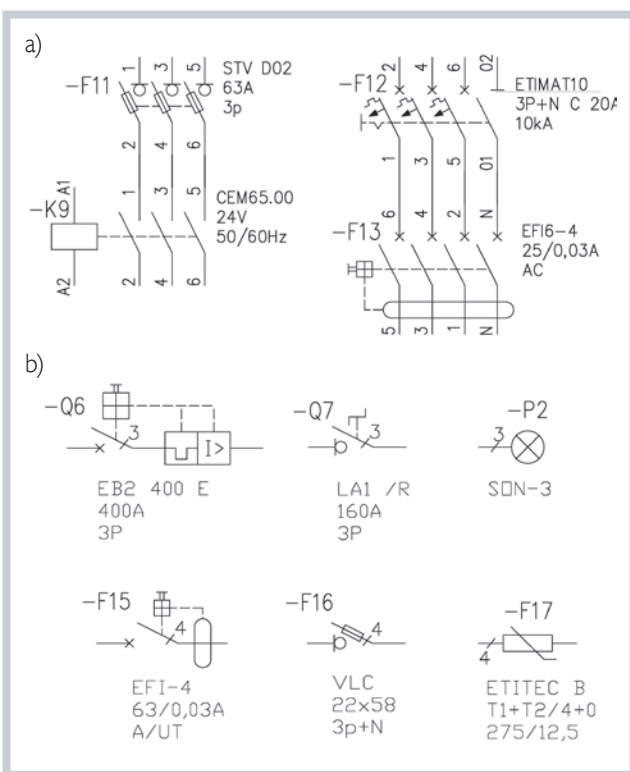 a)
-F11
1 3 5
STV D02
63A
3p
2 4 6
-K9
A1
A2
1 3 5
CEM65.00
24V
50/60Hz
2 4 6
-F12
2 4 6 02
ETIMAT10
3P+N C 20A
10kA
1 3 5 01
-F13
6 4 2 N
EFI6-4
25/0,03A
AC
5 3 1 N
b)
-Q6
3
I>
EB2 400 E
400A
3P
-Q7
3
LA1 /R
160A
3P
-P2
3
SON-3
-F15
4
EFI-4
63/0,03A
A/UT
-F16
4
VLC
22x58
3p+N
-F17
4
ETITEC B
T1+T2/4+0
275/12,5